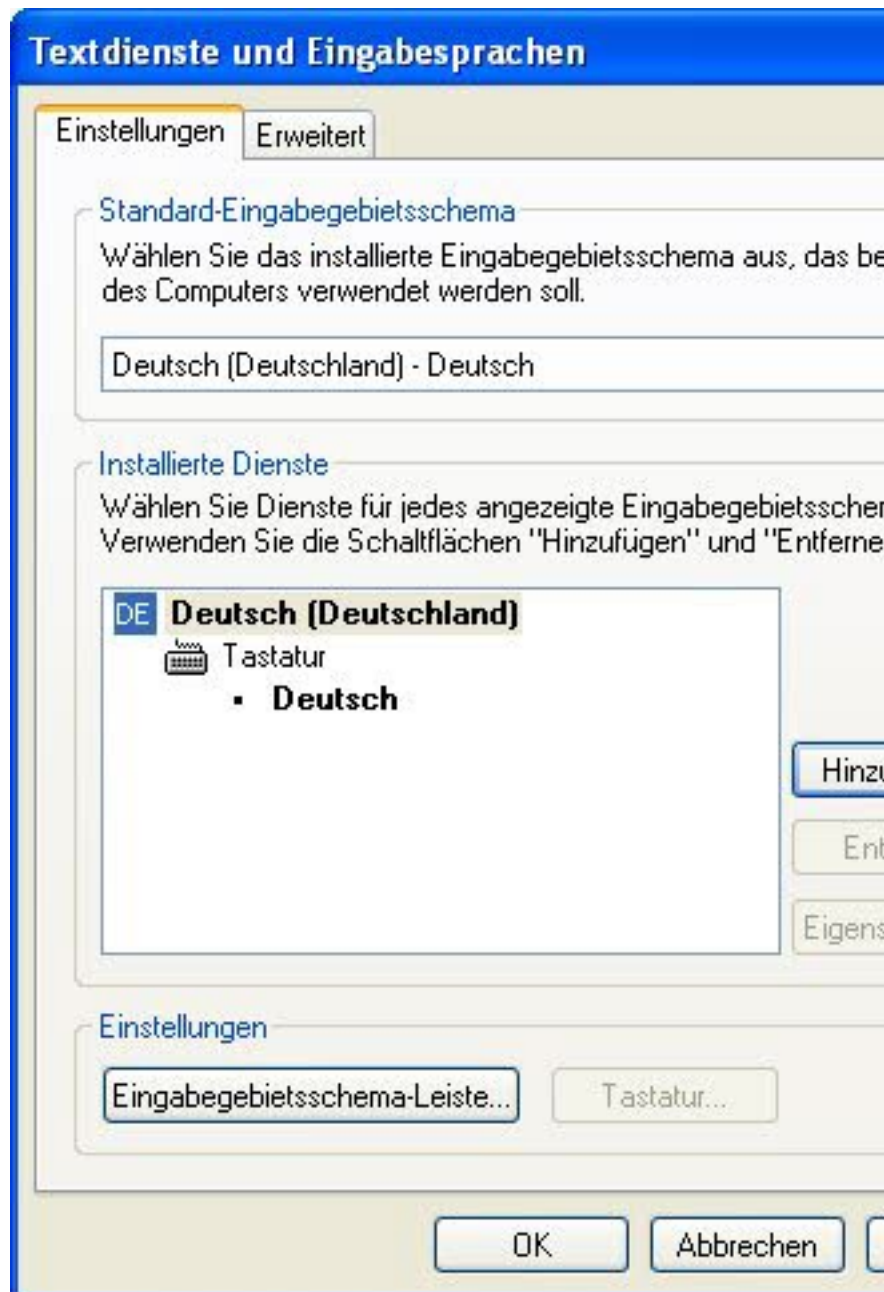 Textdienste und Eingabesprachen
Einstellungen
Erweitert
Standard-Eingabegebietsschema
Wählen Sie das installierte Eingabegebietsschema aus, das be
des Computers verwendet werden soll.
Deutsch (Deutschland) - Deutsch
Installierte Dienste
Wählen Sie Dienste für jedes angezeigte Eingabegebietsscher
Verwenden Sie die Schaltflächen "Hinzufügen" und "Entferne
DE Deutsch (Deutschland)
Tastatur
Deutsch
Hinzu
Ent
Eigens
Einstellungen
Eingabegebietsschema-Leiste...
Tastatur...
OK
Abbrechen